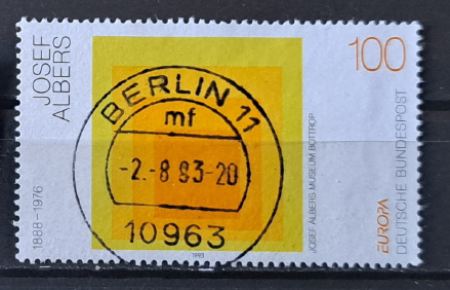 JOSEF
ALBERS
1888-1976
100
DEUTSCHE BUNDESPOST
EUROPA
JOSEF ALBERS MUSEUM BOTTROP
1993
BERLIN 11
mf
-2.-8 93-20
10963